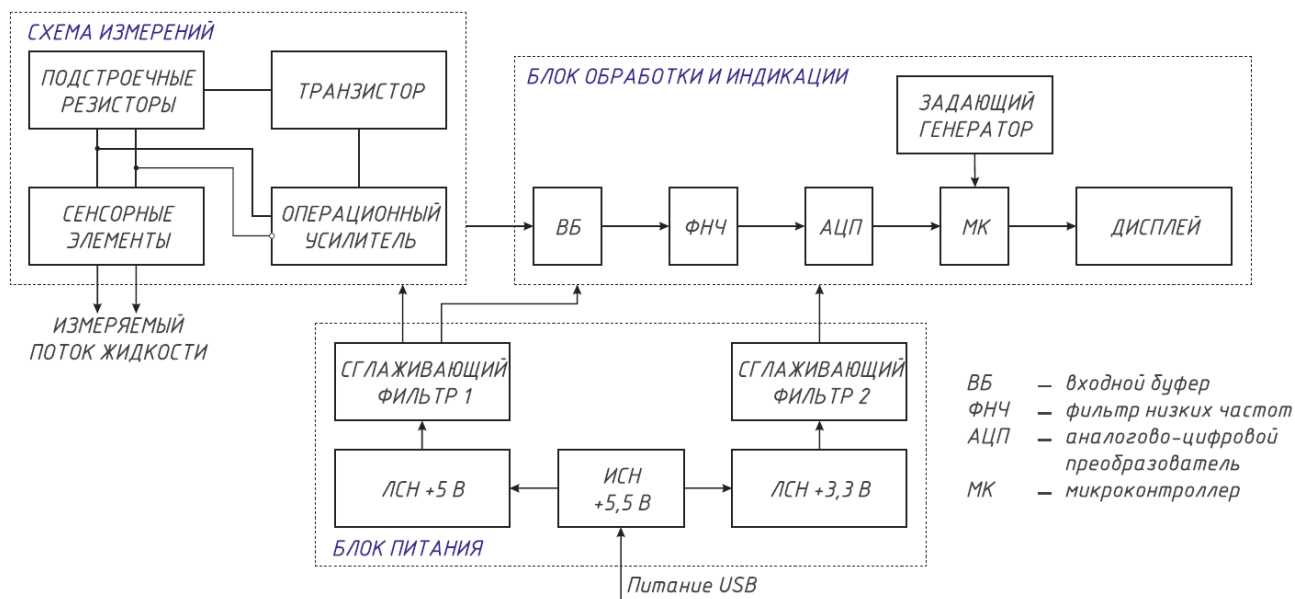 СХЕМА ИЗМЕРЕНИЙ
ПОДСТРОЕЧНЫЕ
РЕЗИСТОРЫ
ТРАНЗИСТОР
СЕНСОРНЫЕ
ЭЛЕМЕНТЫ
ОПЕРАЦИОННЫЙ
УСИЛИТЕЛЬ
ИЗМЕРЯЕМЫЙ
ПОТОК ЖИДКОСТИ
БЛОК ОБРАБОТКИ И ИНДИКАЦИИ
ЗАДАЮЩИЙ
ГЕНЕРАТОР
ВБ
ФНЧ
АЦП
МК
ДИСПЛЕЙ
СГЛАЖИВАЮЩИЙ
ФИЛЬТР 1
СГЛАЖИВАЮЩИЙ
ФИЛЬТР 2
ЛСН +5 В
ИСН
+5,5 В
ЛСН +3,3 В
БЛОК ПИТАНИЯ
Питание USB
ВБ – входной буфер
ФНЧ – фильтр низких частот
АЦП – аналогово-цифровой
преобразователь
МК – микроконтроллер